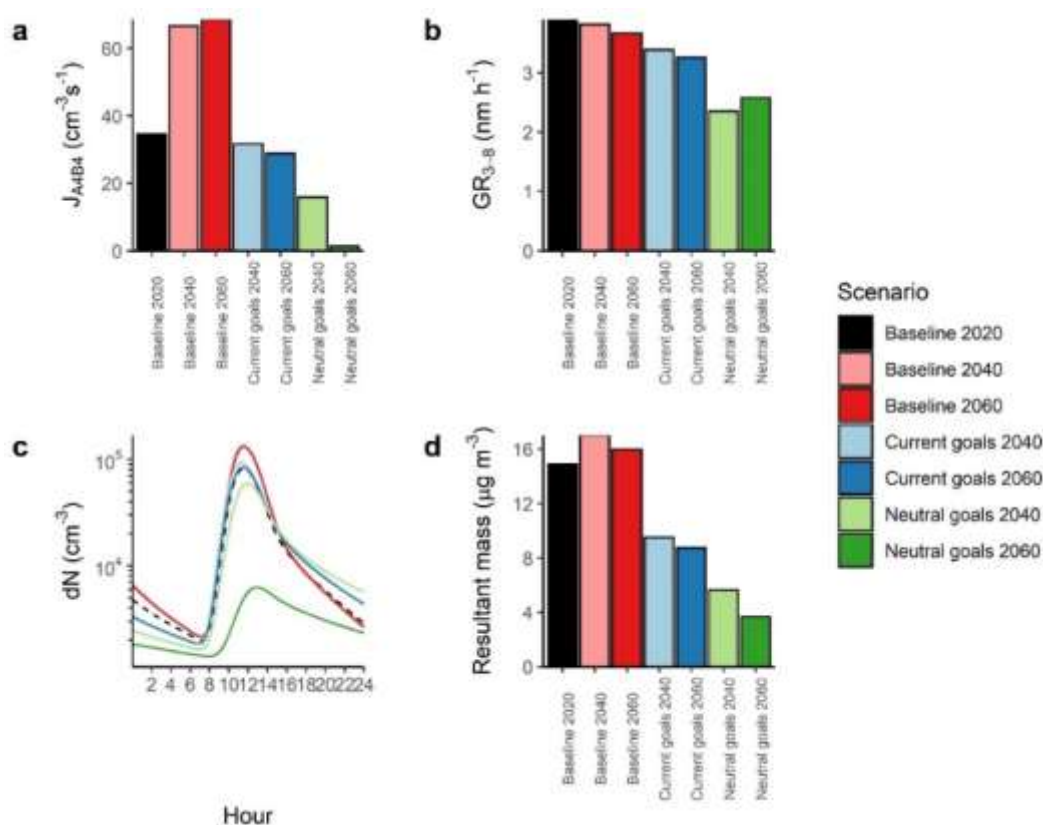 a
J_A4B4 (cm⁻³s⁻¹)
60
40
20
0
Baseline 2020
Baseline 2040
Baseline 2060
Current goals 2040
Current goals 2060
Neutral goals 2040
Neutral goals 2060
b
GR₃₋₈ (nm h⁻¹)
3
2
1
0
Baseline 2020
Baseline 2040
Baseline 2060
Current goals 2040
Current goals 2060
Neutral goals 2040
Neutral goals 2060
c
dN (cm⁻³)
10⁵
10⁴
2 4 6 8 10 12 14 16 18 20 22 24
Hour
d
Resultant mass (μg m⁻³)
16
12
8
4
0
Baseline 2020
Baseline 2040
Baseline 2060
Current goals 2040
Current goals 2060
Neutral goals 2040
Neutral goals 2060
Scenario
Baseline 2020
Baseline 2040
Baseline 2060
Current goals 2040
Current goals 2060
Neutral goals 2040
Neutral goals 2060